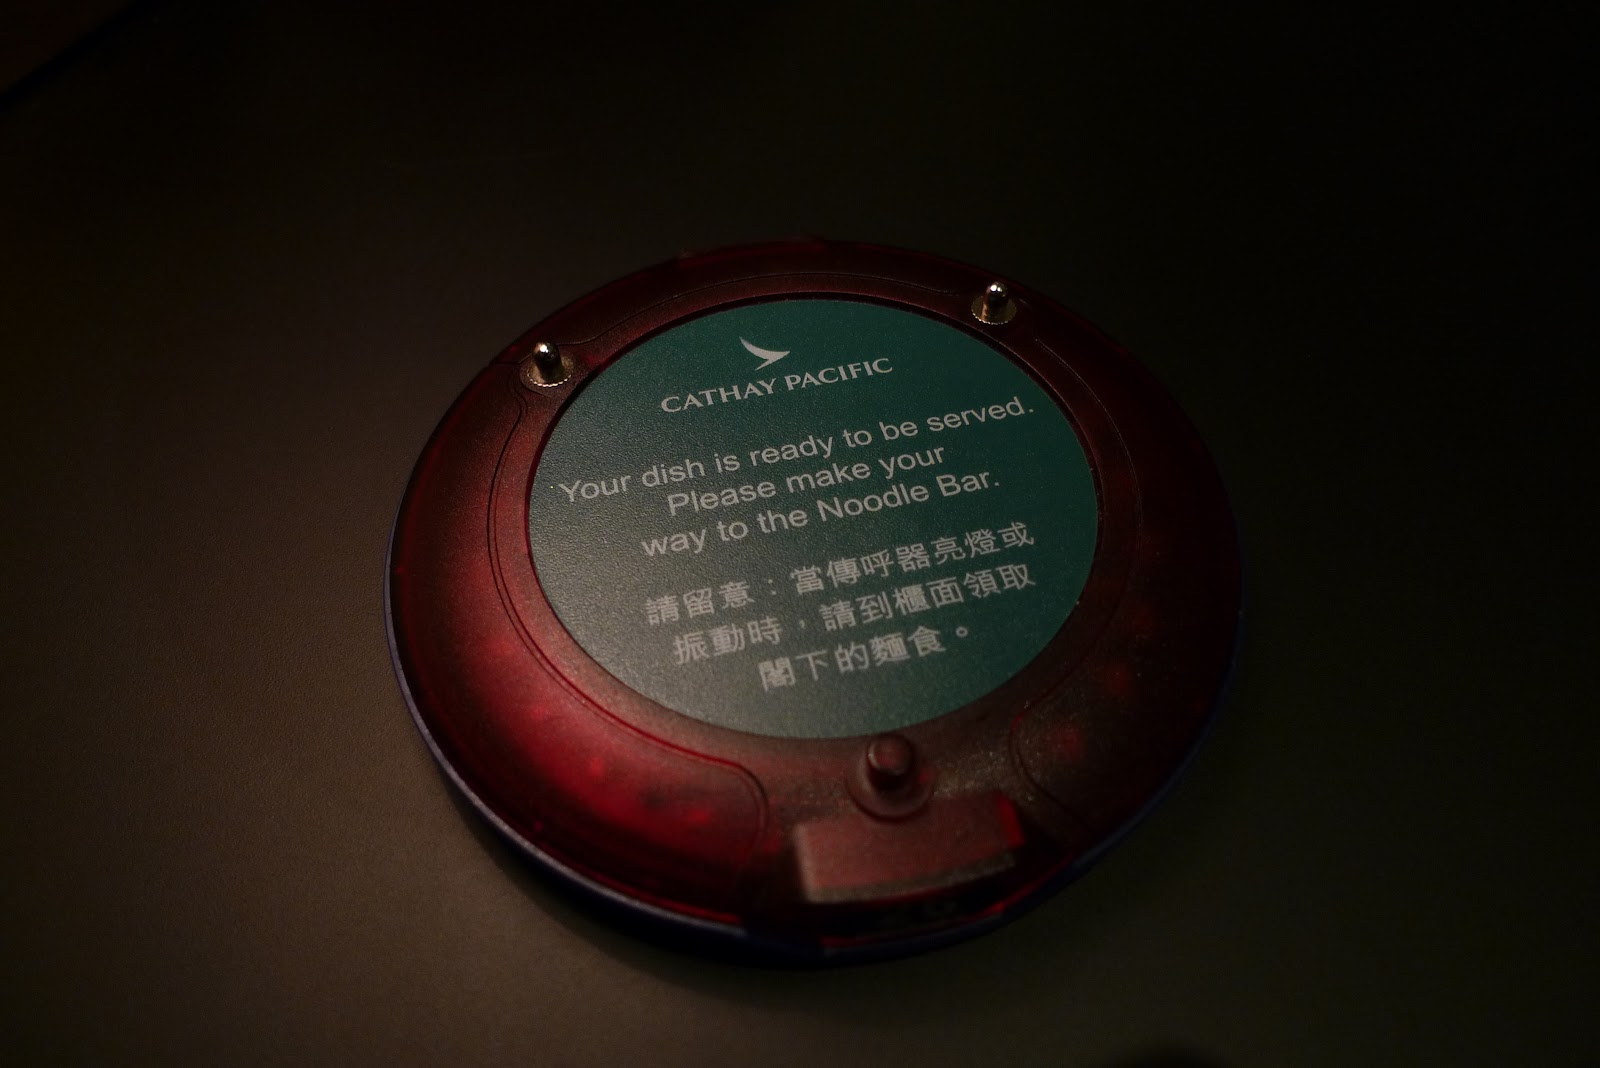 CATHAY PACIFIC
Your dish is ready to be served.
Please make your
way to the Noodle Bar.
請留意：當傳呼器亮燈或
振動時，請到櫃面領取
閣下的麵食。